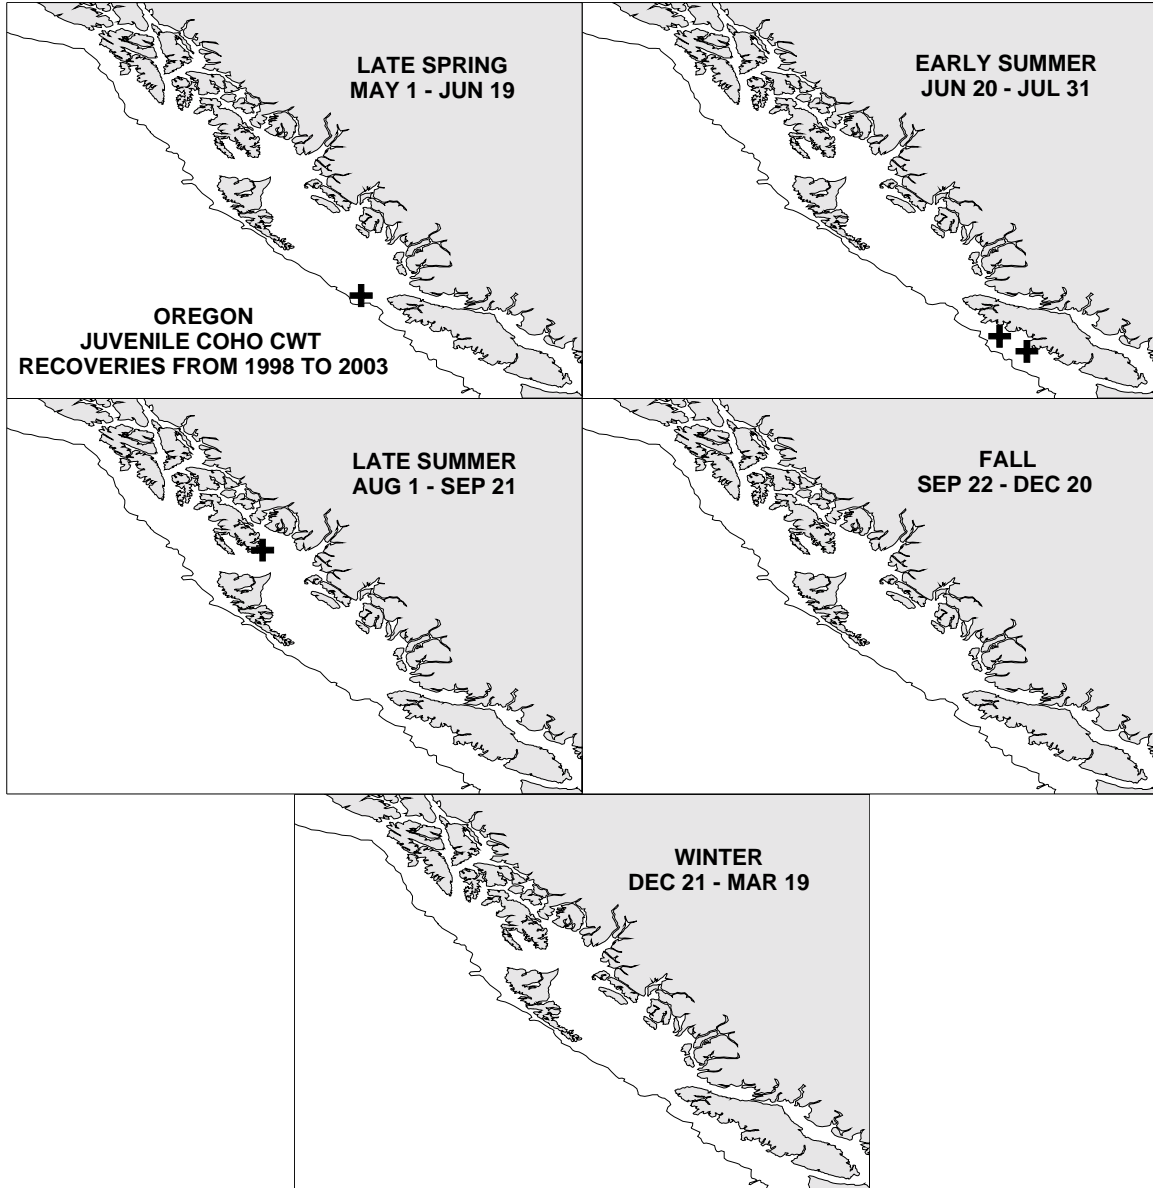 LATE SPRING
MAY 1 - JUN 19
OREGON
JUVENILE COHO CWT
RECOVERIES FROM 1998 TO 2003
EARLY SUMMER
JUN 20 - JUL 31
LATE SUMMER
AUG 1 - SEP 21
FALL
SEP 22 - DEC 20
WINTER
DEC 21 - MAR 19